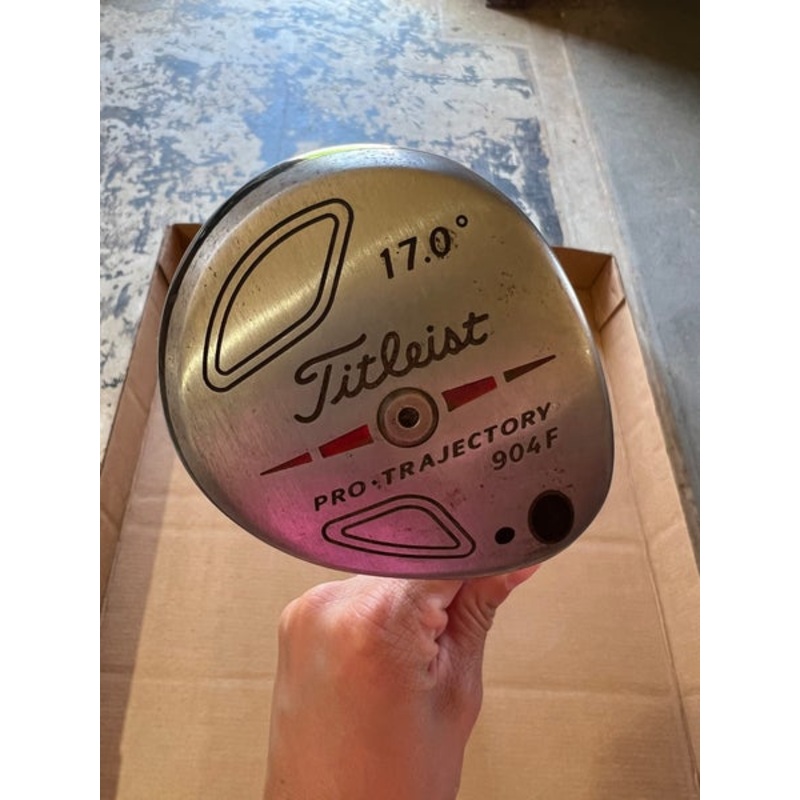 17.0°
Titleist
PRO•TRAJECTORY
904F